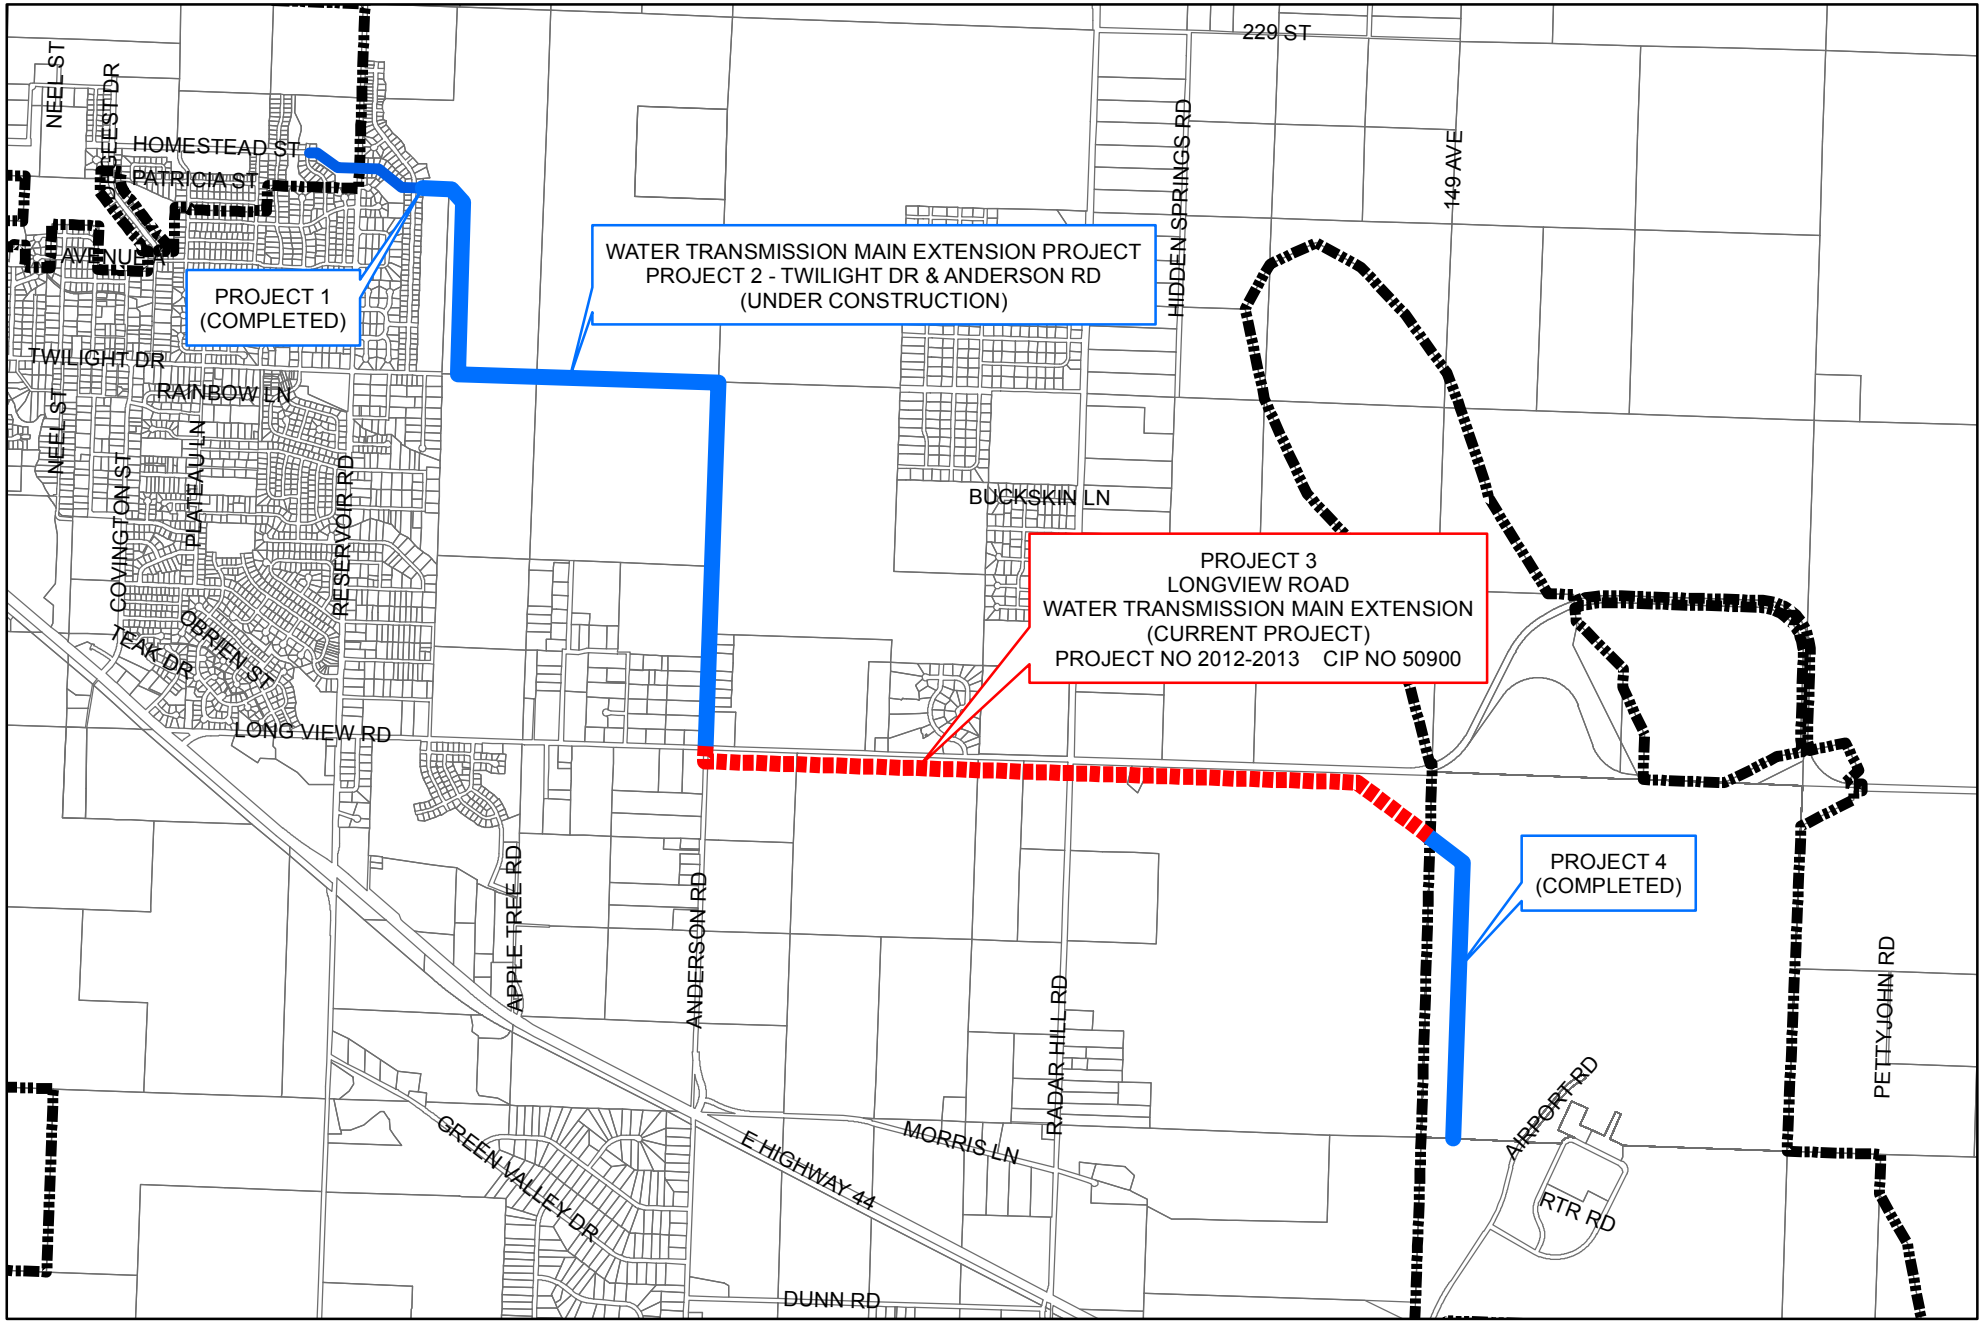 229 ST
NEEL ST
DEGEEST DR
HOMESTEAD ST
PATRICIA ST
AVENUE A
HIDDEN SPRINGS RD
149 AVE
WATER TRANSMISSION MAIN EXTENSION PROJECT
PROJECT 2 - TWILIGHT DR & ANDERSON RD
(UNDER CONSTRUCTION)
PROJECT 1
(COMPLETED)
TWILIGHT DR
RAINBOW LN
NEEL ST
PLATEAU LN
COVINGTON ST
RESERVOIR RD
BUCKSKIN LN
PROJECT 3
LONGVIEW ROAD
WATER TRANSMISSION MAIN EXTENSION
(CURRENT PROJECT)
PROJECT NO 2012-2013 CIP NO 50900
OBRIEN ST
TEAK DR
LONG VIEW RD
APPLE TREE RD
ANDERSON RD
PROJECT 4
(COMPLETED)
RADAR HILL RD
PETTYJOHN RD
AIRPORT RD
GREEN VALLEY DR
E HIGHWAY 44
MORRIS LN
RTR RD
DUNN RD